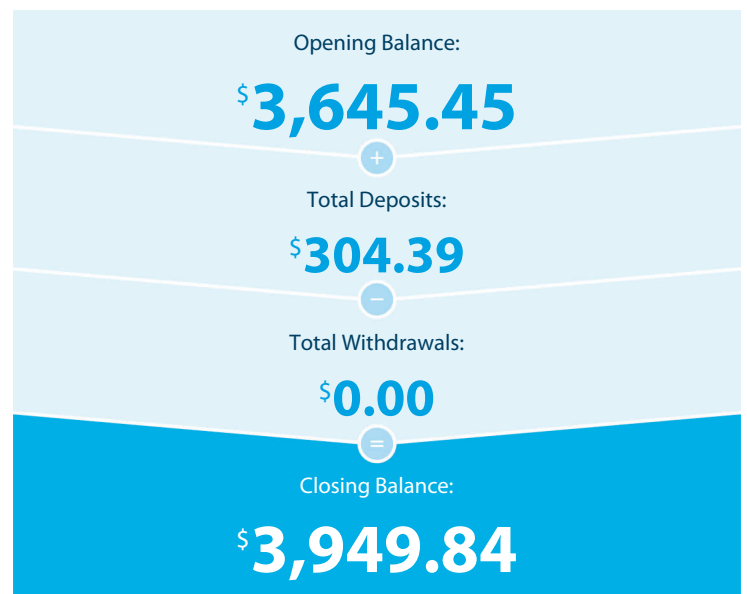 Opening Balance:
$3,645.45
+
Total Deposits:
$304.39
−
Total Withdrawals:
$0.00
=
Closing Balance:
$3,949.84